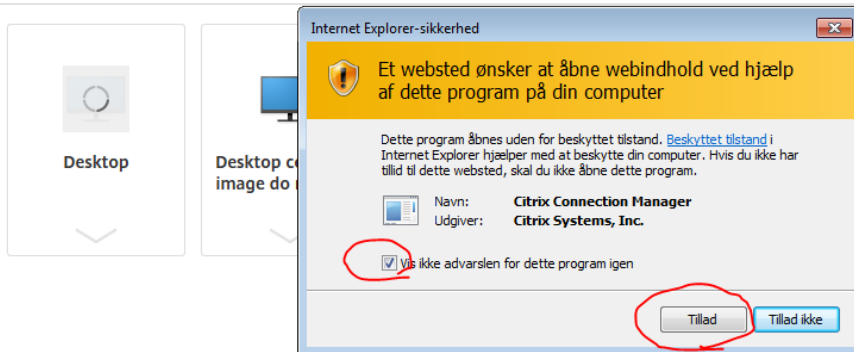 Internet Explorer-sikkerhed
Et websted ønsker at åbne webindhold ved hjælp
af dette program på din computer
Dette program åbnes uden for beskyttet tilstand. Beskyttet tilstand i
Internet Explorer hjælper med at beskytte din computer. Hvis du ikke har
tillid til dette websted, skal du ikke åbne dette program.
Navn: Citrix Connection Manager
Udgiver: Citrix Systems, Inc.
Vis ikke advarslen for dette program igen
Tillad Tillad ikke
Desktop
Desktop
image do